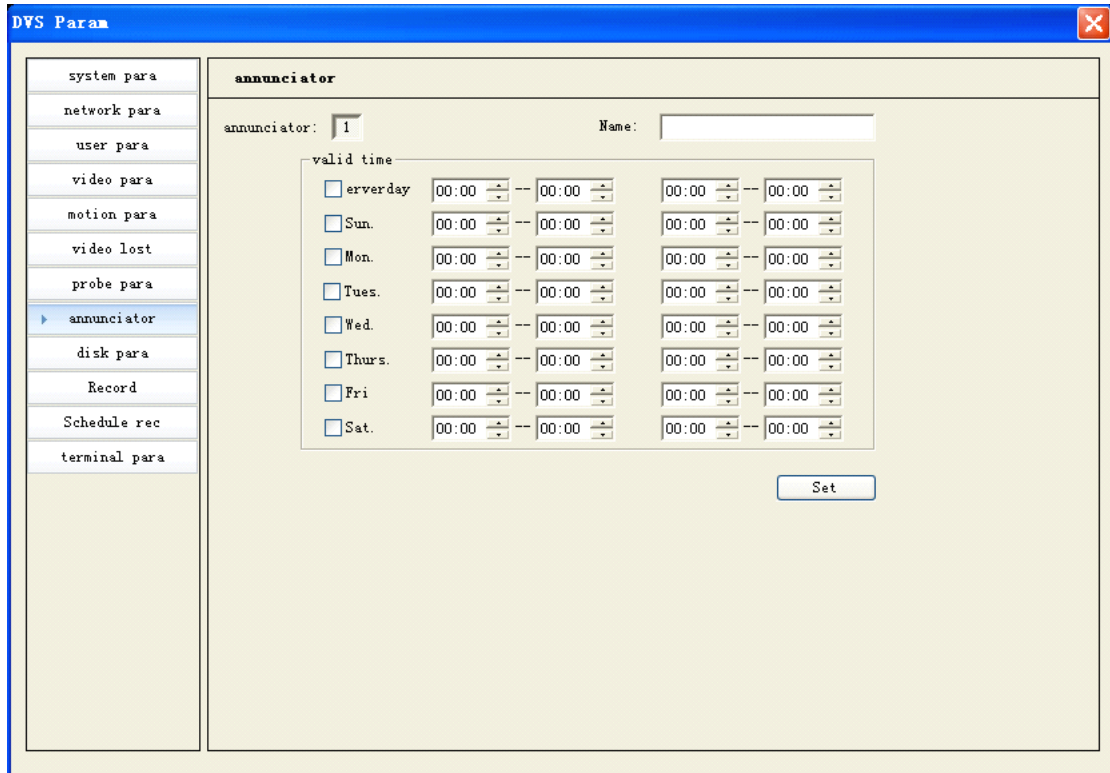 DVS Param
system para
network para
user para
video para
motion para
video lost
probe para
annunciator
disk para
Record
Schedule rec
terminal para
annunciator
annunciator: 1 Name:
valid time
erverday 00:00 -- 00:00 00:00 -- 00:00
Sun. 00:00 -- 00:00 00:00 -- 00:00
Mon. 00:00 -- 00:00 00:00 -- 00:00
Tues. 00:00 -- 00:00 00:00 -- 00:00
Wed. 00:00 -- 00:00 00:00 -- 00:00
Thurs. 00:00 -- 00:00 00:00 -- 00:00
Fri 00:00 -- 00:00 00:00 -- 00:00
Sat. 00:00 -- 00:00 00:00 -- 00:00
Set